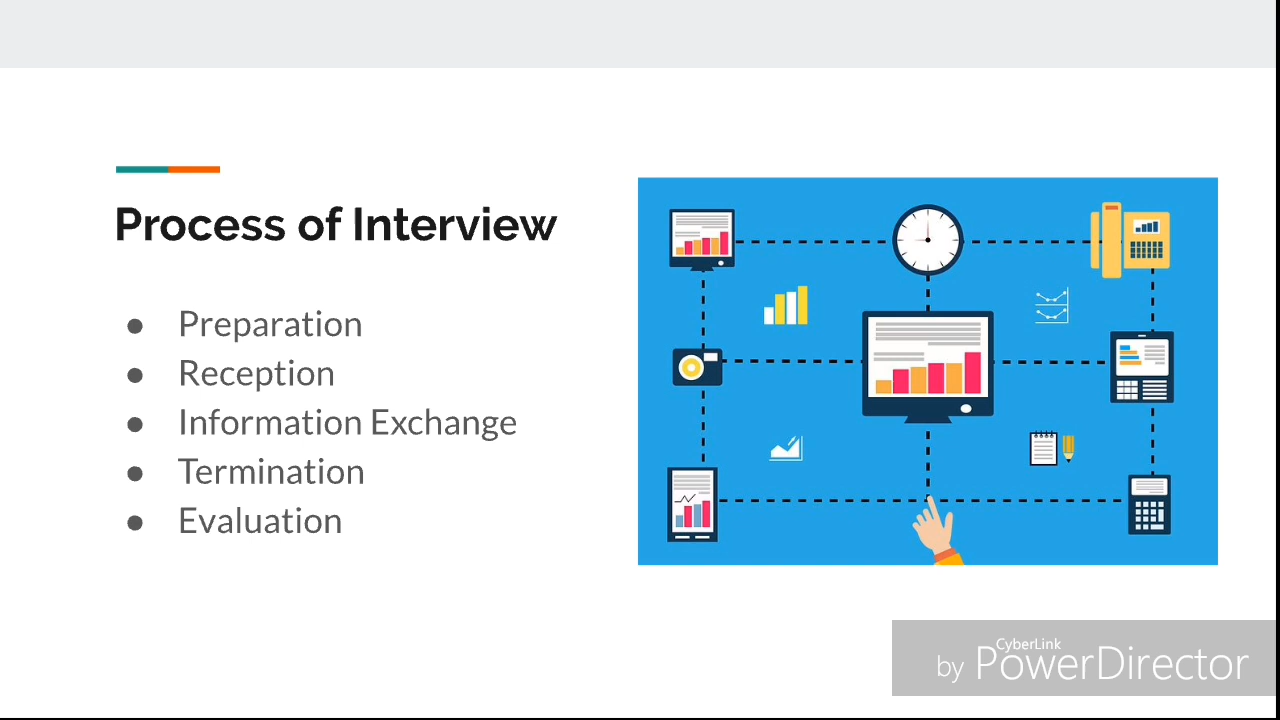 Process of Interview
● Preparation
● Reception
● Information Exchange
● Termination
● Evaluation
CyberLink
by PowerDirector